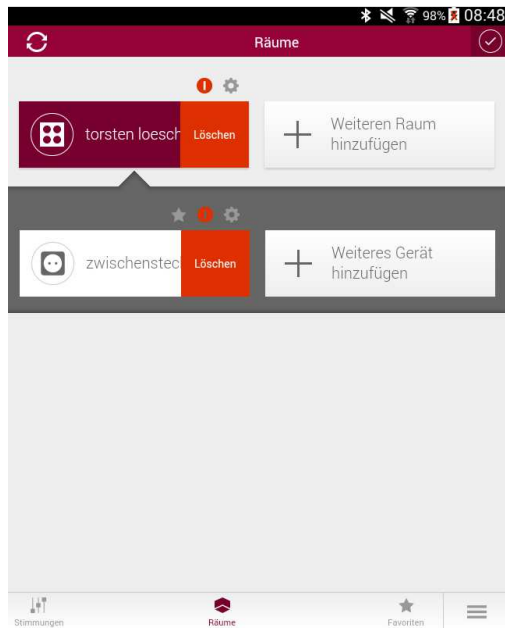 98% 08:48
Räume
torsten loesch
Löschen
Weiteren Raum
hinzufügen
zwischenstec
Löschen
Weiteres Gerät
hinzufügen
Stimmungen
Räume
Favoriten